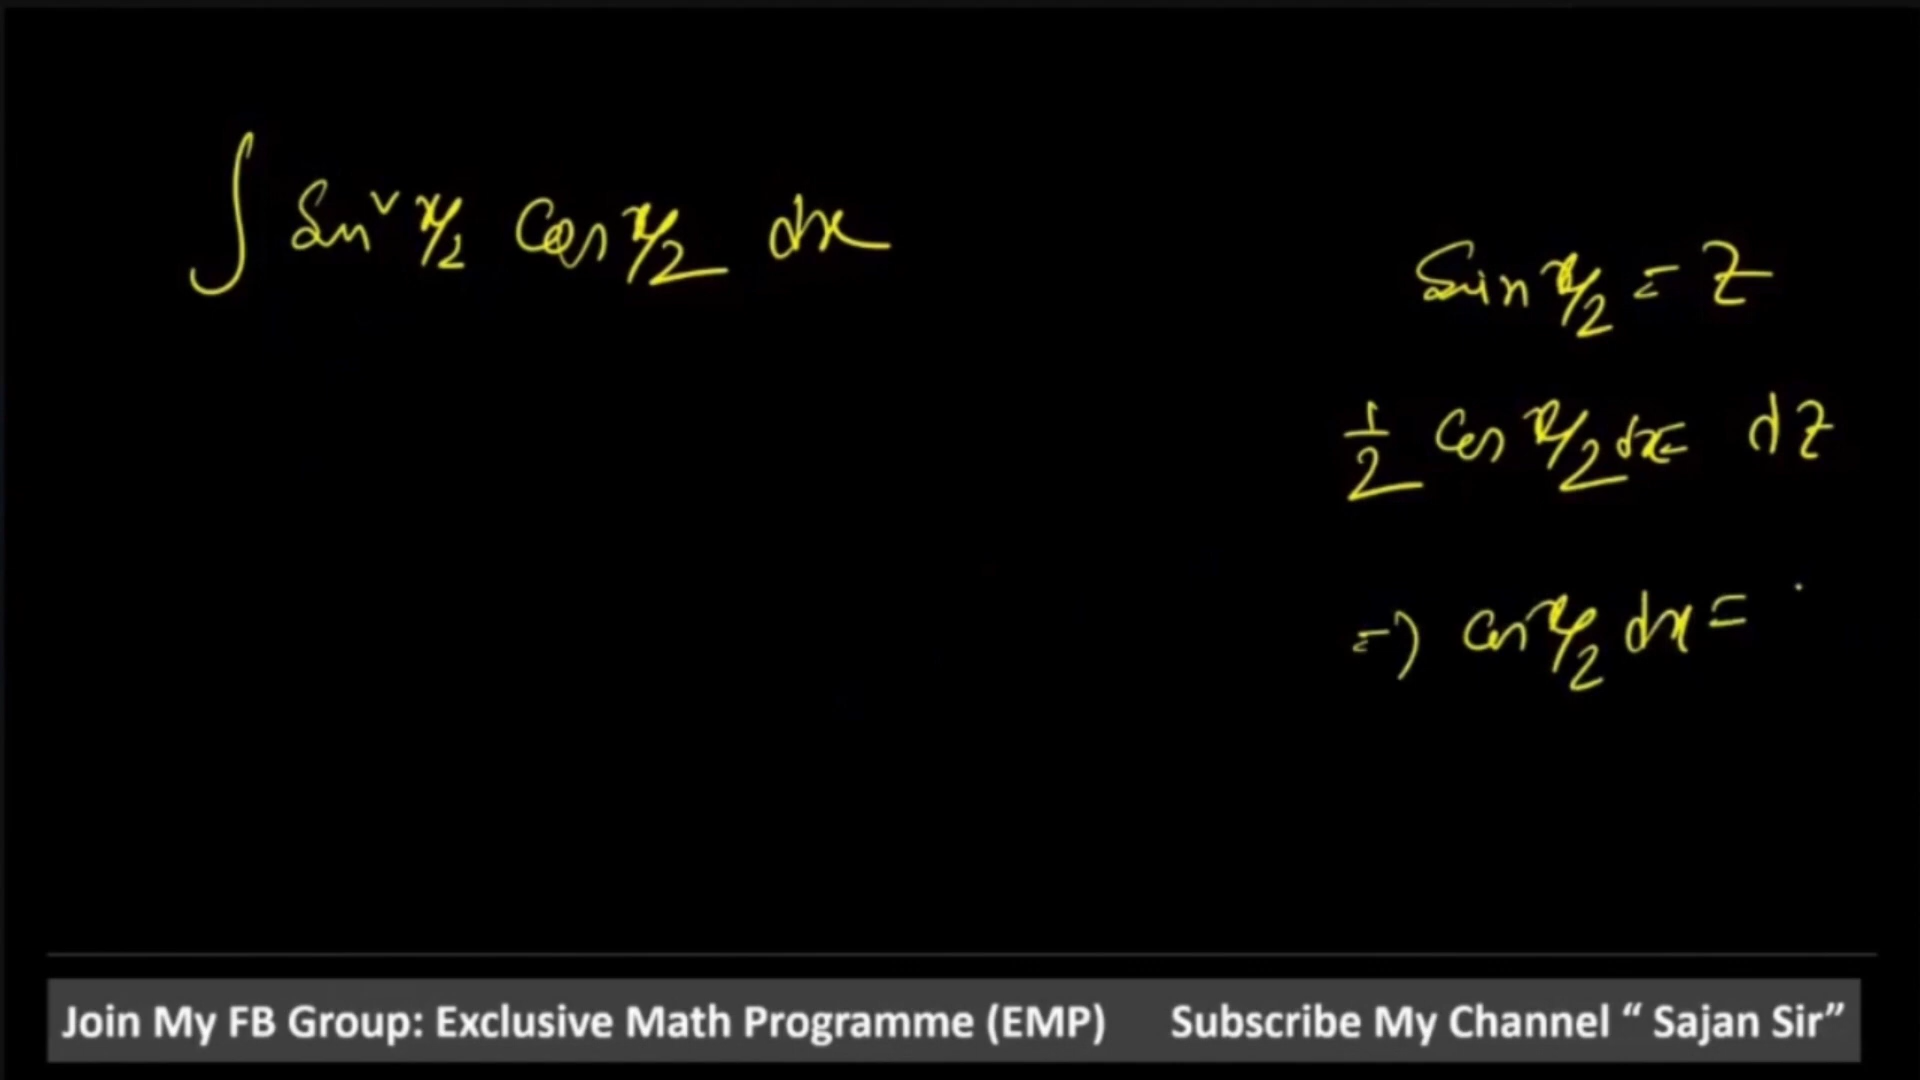 ∫ Sin² x/2 Cos x/2 dx
Sin x/2 = z
1/2 Cos x/2 dx = dz
=> Cos x/2 dx =
Join My FB Group: Exclusive Math Programme (EMP) Subscribe My Channel “ Sajan Sir”